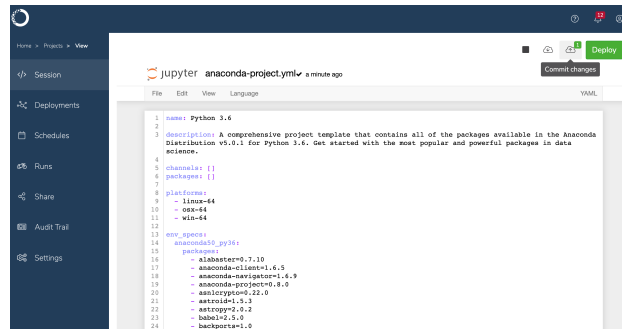 12
Home > Projects > View
1
Deploy
</> Session
Commit changes
jupyter anaconda-project.yml✔ a minute ago
File Edit View Language YAML
Deployments
Schedules
Runs
Share
Audit Trail
Settings
1 name: Python 3.6
2
3 description: A comprehensive project template that contains all of the packages available in the Anaconda
Distribution v5.0.1 for Python 3.6. Get started with the most popular and powerful packages in data
science.
4
5 channels: []
6 packages: []
7
8 platforms:
9 - linux-64
10 - osx-64
11 - win-64
12
13 env_specs:
14 anaconda50_py36:
15 packages:
16 - alabaster=0.7.10
17 - anaconda-client=1.6.5
18 - anaconda-navigator=1.6.9
19 - anaconda-project=0.8.0
20 - asn1crypto=0.22.0
21 - astroid=1.5.3
22 - astropy=2.0.2
23 - babel=2.5.0
24 - backports=1.0